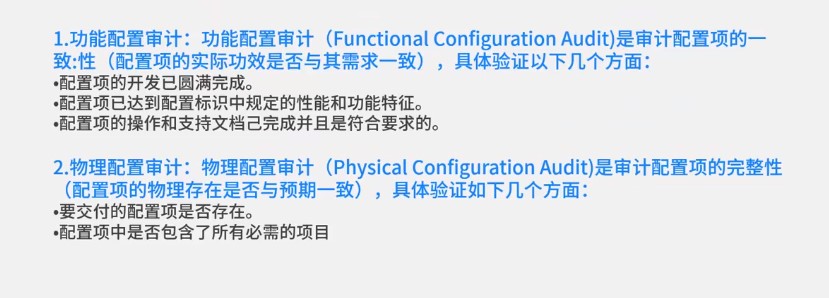 1.功能配置审计：功能配置审计（Functional Configuration Audit)是审计配置项的一
致:性（配置项的实际功效是否与其需求一致），具体验证以下几个方面：
•配置项的开发已圆满完成。
•配置项已达到配置标识中规定的性能和功能特征。
•配置项的操作和支持文档己完成并且是符合要求的。
2.物理配置审计：物理配置审计（Physical Configuration Audit)是审计配置项的完整性
（配置项的物理存在是否与预期一致），具体验证如下几个方面：
•要交付的配置项是否存在。
•配置项中是否包含了所有必需的项目